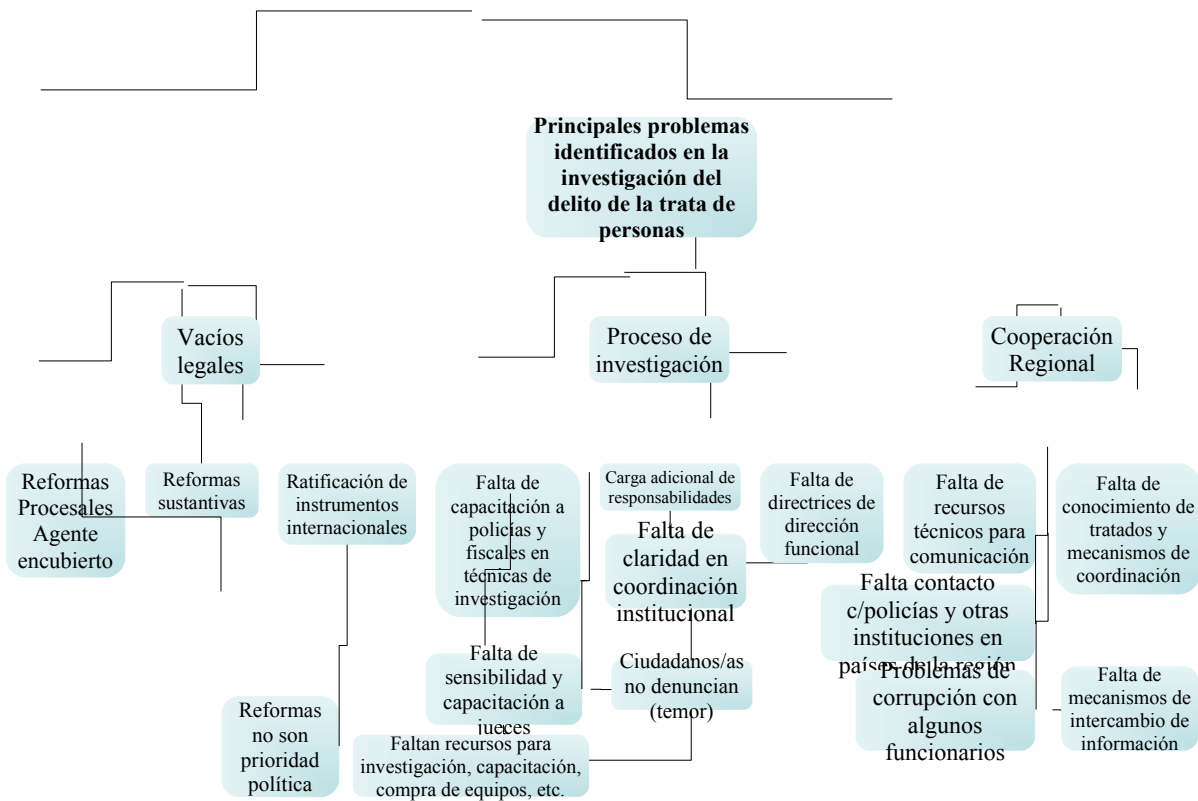 Principales problemas
identificados en la
investigación del
delito de la trata de
personas
Vacíos
legales
Proceso de
investigación
Cooperación
Regional
Reformas
Procesales
Agente
encubierto
Reformas
sustantivas
Ratificación de
instrumentos
internacionales
Reformas
no son
prioridad
política
Falta de
capacitación a
policías y
fiscales en
técnicas de
investigación
Carga adicional de
responsabilidades
Falta de
claridad en
coordinación
institucional
Falta de
directrices de
dirección
funcional
Falta de
sensibilidad y
capacitación a
jueces
Ciudadanos/as
no denuncian
(temor)
Faltan recursos para
investigación, capacitación,
compra de equipos, etc.
Falta de
recursos
técnicos para
comunicación
Falta de
conocimiento de
tratados y
mecanismos de
coordinación
Falta contacto
c/policías y otras
instituciones en
países de la región
Problemas de
corrupción con
algunos
funcionarios
Falta de
mecanismos de
intercambio de
información